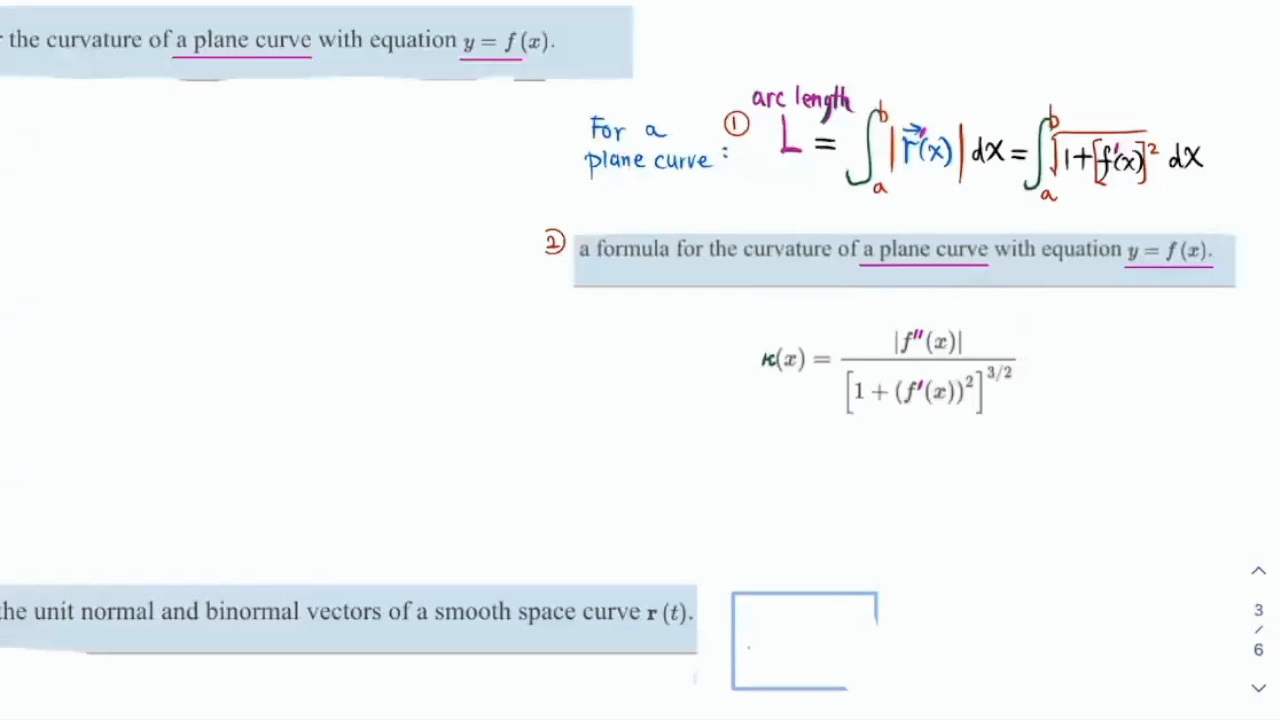 the curvature of a plane curve with equation y = f(x).
arc length
For a plane curve :
① L = ∫_a^b |r⃗'(x)| dx = ∫_a^b √(1+[f'(x)]²) dx
② a formula for the curvature of a plane curve with equation y = f(x).
κ(x) = |f''(x)| / [1 + (f'(x))²]^{3/2}
the unit normal and binormal vectors of a smooth space curve r(t).
3
/
6